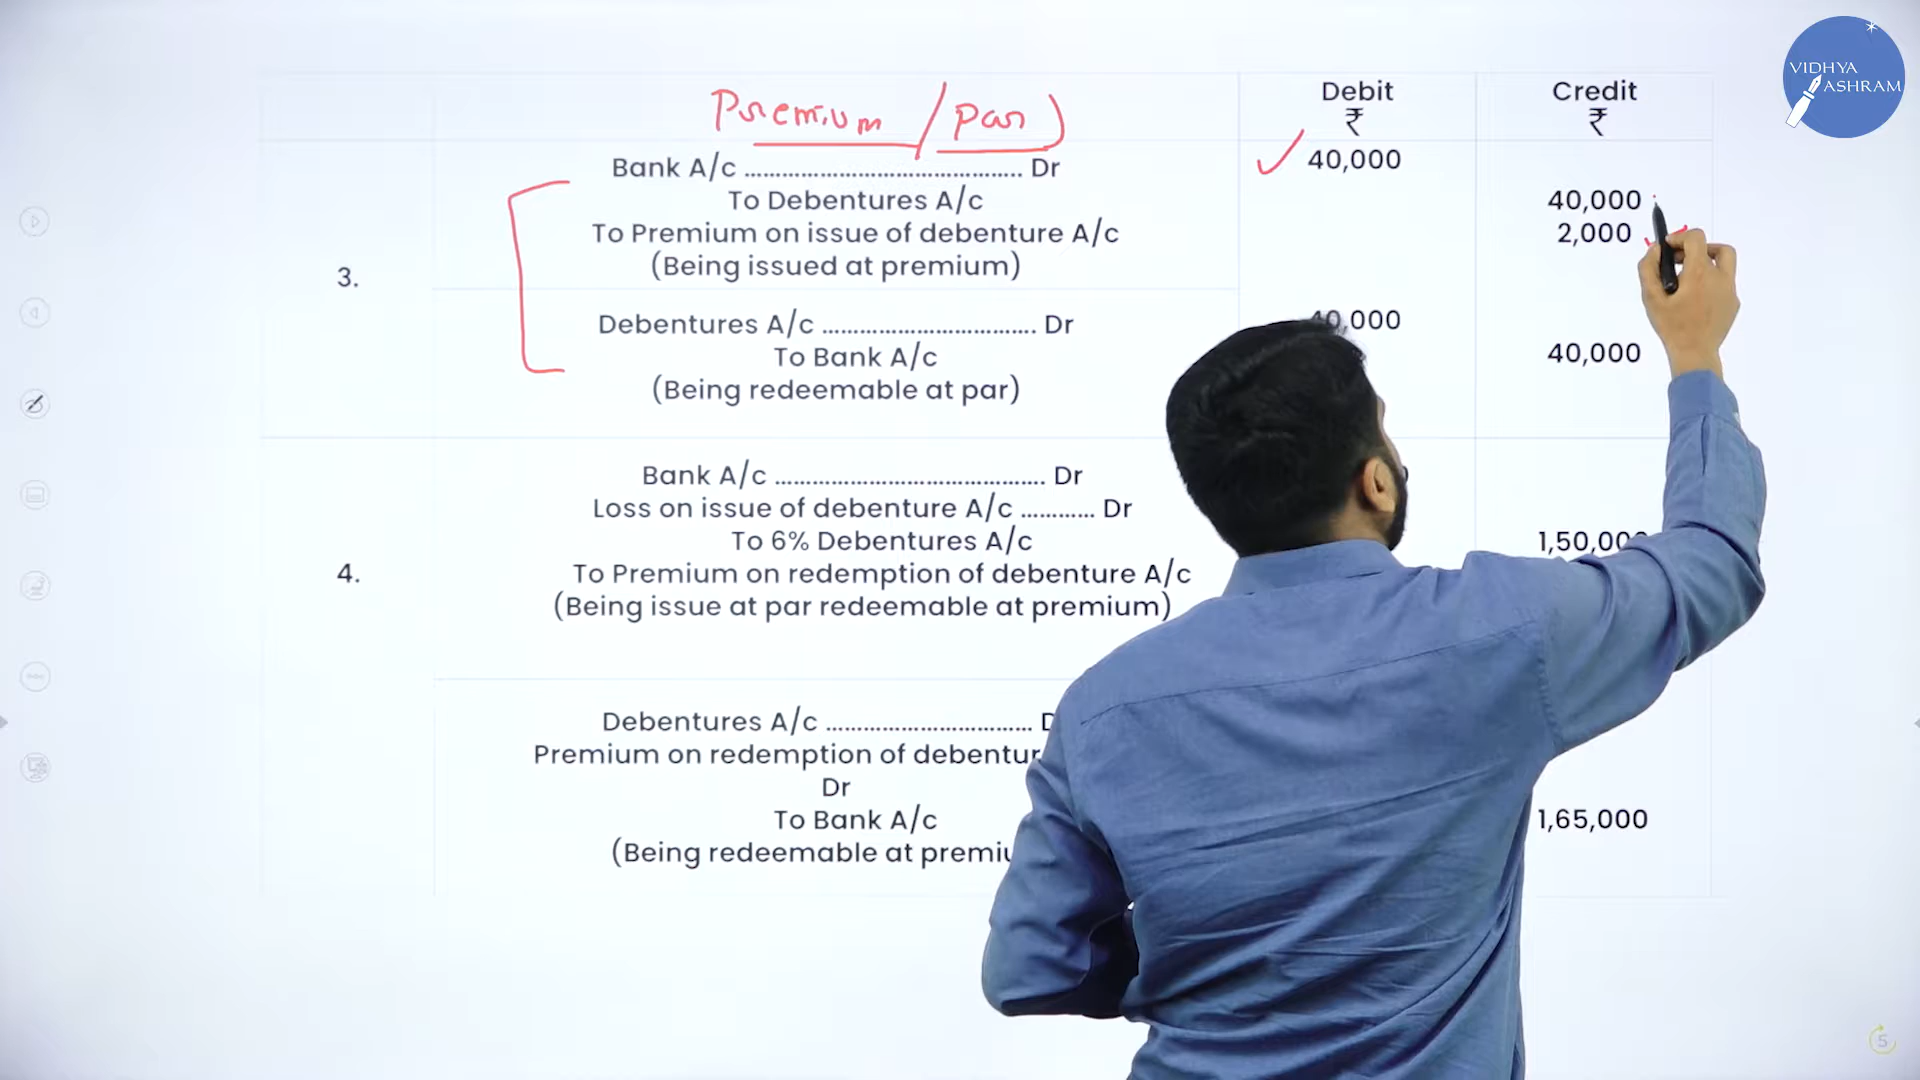 VIDHYA
ASHRAM
Premium / Par)
Debit Credit
₹ ₹
Bank A/c ........................................ Dr 40,000
To Debentures A/c 40,000
To Premium on issue of debenture A/c 2,000
(Being issued at premium)
3.
Debentures A/c .................................. Dr 40,000
To Bank A/c 40,000
(Being redeemable at par)
Bank A/c ........................................ Dr
Loss on issue of debenture A/c ............ Dr
To 6% Debentures A/c 1,50,000
4.
To Premium on redemption of debenture A/c
(Being issue at par redeemable at premium)
Debentures A/c .................................
Premium on redemption of
Dr
To Bank A/c 1,65,000
(Being redeemable at
5